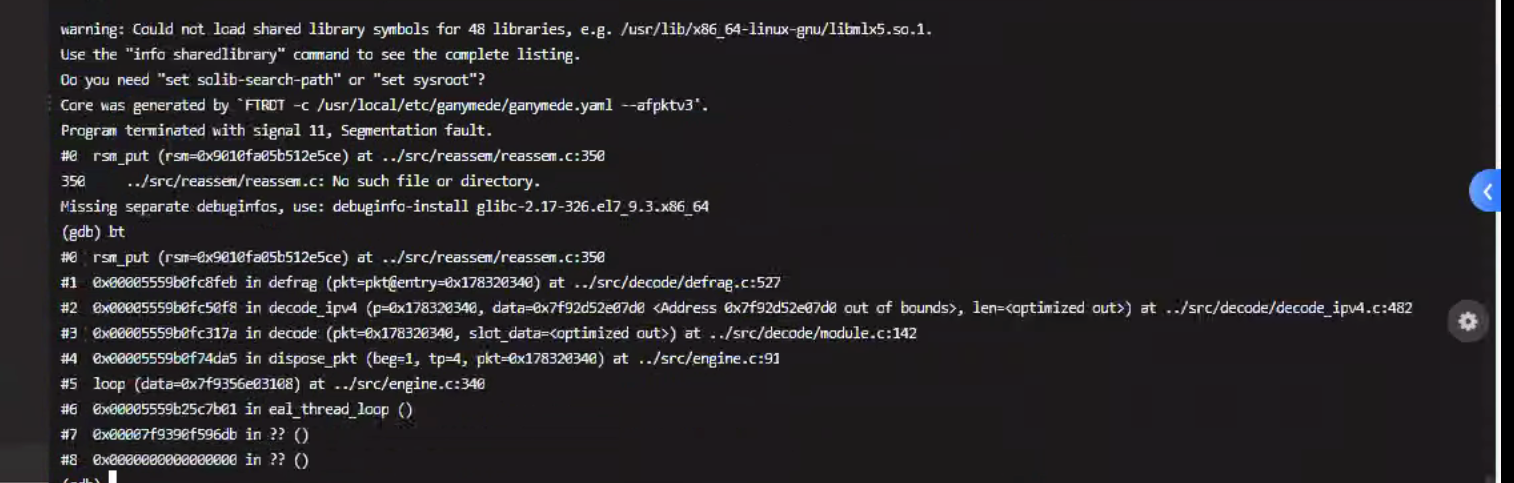 warning: Could not load shared library symbols for 48 libraries, e.g. /usr/lib/x86_64-linux-gnu/libmlx5.so.1.
Use the "info sharedlibrary" command to see the complete listing.
Do you need "set solib-search-path" or "set sysroot"?
Core was generated by `FTRDT -c /usr/local/etc/ganymede/ganymede.yaml --afpktv3'.
Program terminated with signal 11, Segmentation fault.
#0  rsm_put (rsm=0x9010fa05b512e5ce) at ../src/reassem/reassem.c:350
350     ../src/reassem/reassem.c: No such file or directory.
Missing separate debuginfos, use: debuginfo-install glibc-2.17-326.el7_9.3.x86_64
(gdb) bt
#0  rsm_put (rsm=0x9010fa05b512e5ce) at ../src/reassem/reassem.c:350
#1  0x00005559b0fc8feb in defrag (pkt=pkt@entry=0x178320340) at ../src/decode/defrag.c:527
#2  0x00005559b0fc50f8 in decode_ipv4 (p=0x178320340, data=0x7f92d52e07d0 <Address 0x7f92d52e07d0 out of bounds>, len=<optimized out>) at ../src/decode/decode_ipv4.c:482
#3  0x00005559b0fc317a in decode (pkt=0x178320340, slot_data=<optimized out>) at ../src/decode/module.c:142
#4  0x00005559b0f74da5 in dispose_pkt (beg=1, tp=4, pkt=0x178320340) at ../src/engine.c:91
#5  loop (data=0x7f9356e03108) at ../src/engine.c:340
#6  0x00005559b25c7b01 in eal_thread_loop ()
#7  0x00007f9390f596db in ?? ()
#8  0x0000000000000000 in ?? ()
(gdb)